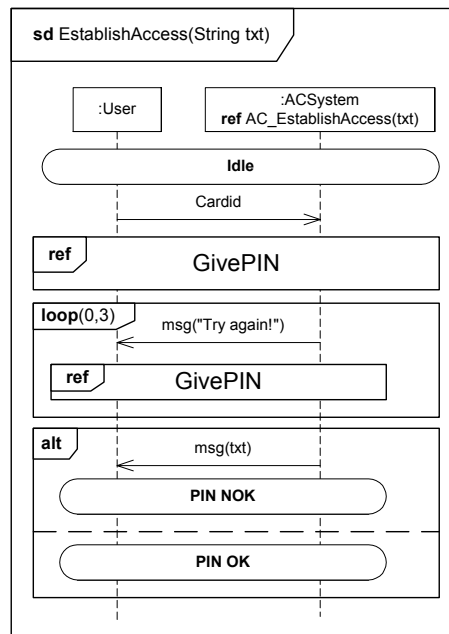 sd EstablishAccess(String txt)
:User
:ACSystem
ref AC_EstablishAccess(txt)
Idle
Cardid
ref
GivePIN
loop(0,3)
msg("Try again!")
ref
GivePIN
alt
msg(txt)
PIN NOK
PIN OK